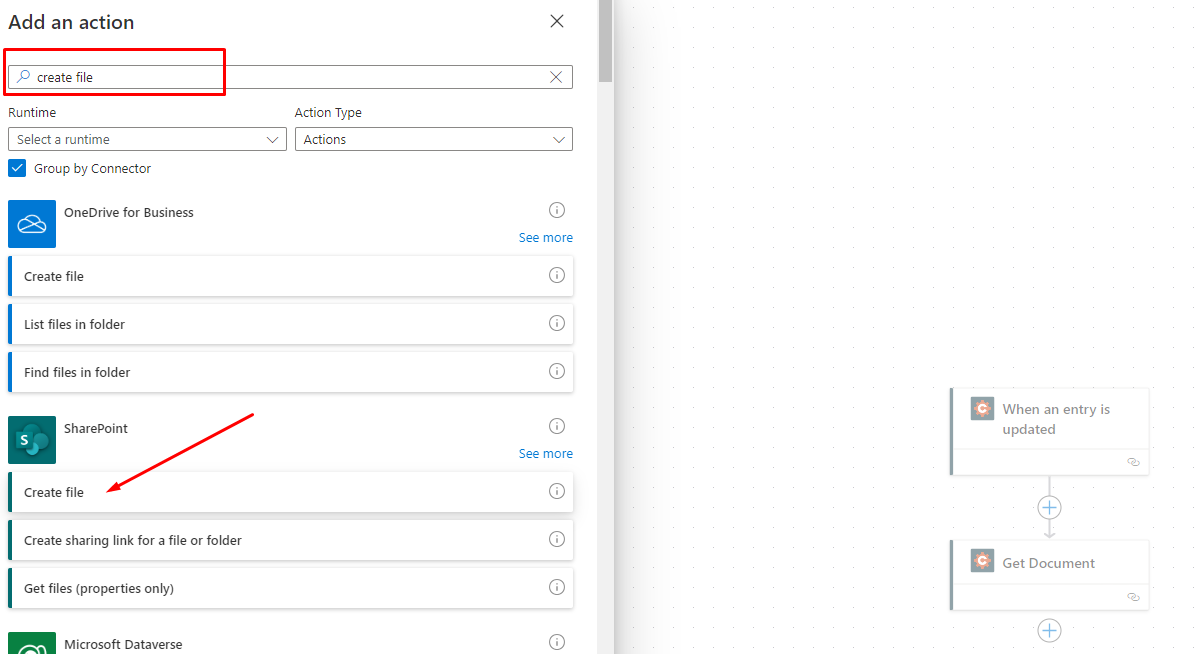 Add an action
create file
Runtime
Action Type
Select a runtime
Actions
Group by Connector
OneDrive for Business
See more
Create file
List files in folder
Find files in folder
S
SharePoint
See more
Create file
Create sharing link for a file or folder
Get files (properties only)
Microsoft Dataverse
C
When an entry is
updated
C
Get Document